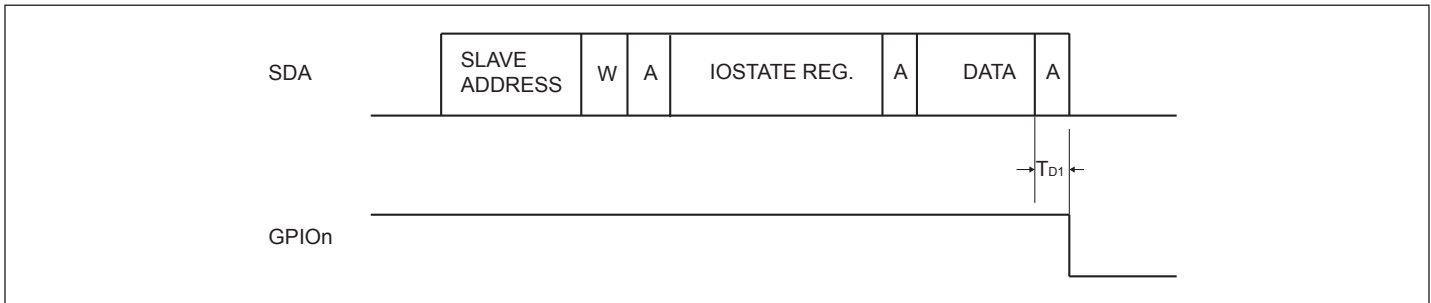 SDA
SLAVE
ADDRESS
W
A
IOSTATE REG.
A
DATA
A
TD1
GPIOn